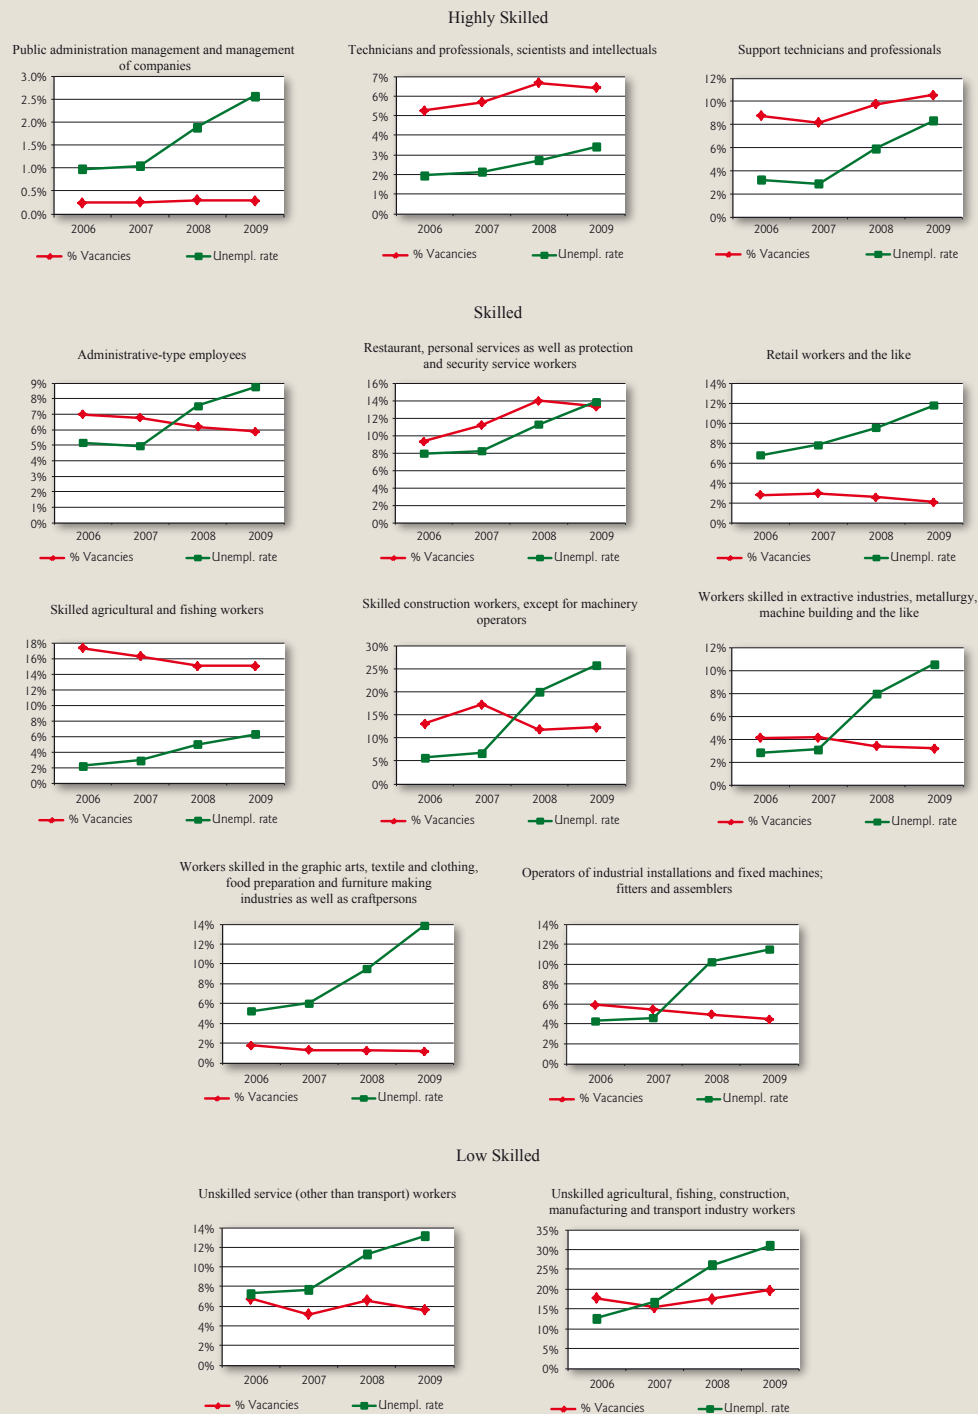 Highly Skilled
Public administration management and management
of companies
3.0%
2.5%
2.0%
1.5%
1.0%
0.5%
0.0%
2006 2007 2008 2009
% Vacancies Unempl. rate
Technicians and professionals, scientists and intellectuals
7%
6%
5%
4%
3%
2%
1%
0%
2006 2007 2008 2009
% Vacancies Unempl. rate
Support technicians and professionals
12%
10%
8%
6%
4%
2%
0%
2006 2007 2008 2009
% Vacancies Unempl. rate
Skilled
Administrative-type employees
9%
8%
7%
6%
5%
4%
3%
2%
1%
0%
2006 2007 2008 2009
% Vacancies Unempl. rate
Restaurant, personal services as well as protection
and security service workers
16%
14%
12%
10%
8%
6%
4%
2%
0%
2006 2007 2008 2009
% Vacancies Unempl. rate
Retail workers and the like
14%
12%
10%
8%
6%
4%
2%
0%
2006 2007 2008 2009
% Vacancies Unempl. rate
Skilled agricultural and fishing workers
18%
16%
14%
12%
10%
8%
6%
4%
2%
0%
2006 2007 2008 2009
% Vacancies Unempl. rate
Skilled construction workers, except for machinery
operators
30%
25%
20%
15%
10%
5%
0%
2006 2007 2008 2009
% Vacancies Unempl. rate
Workers skilled in extractive industries, metallurgy,
machine building and the like
12%
10%
8%
6%
4%
2%
0%
2006 2007 2008 2009
% Vacancies Unempl. rate
Workers skilled in the graphic arts, textile and clothing,
food preparation and furniture making
industries as well as craftpersons
14%
12%
10%
8%
6%
4%
2%
0%
2006 2007 2008 2009
% Vacancies Unempl. rate
Operators of industrial installations and fixed machines;
fitters and assemblers
14%
12%
10%
8%
6%
4%
2%
0%
2006 2007 2008 2009
% Vacancies Unempl. rate
Low Skilled
Unskilled service (other than transport) workers
14%
12%
10%
8%
6%
4%
2%
0%
2006 2007 2008 2009
% Vacancies Unempl. rate
Unskilled agricultural, fishing, construction,
manufacturing and transport industry workers
35%
30%
25%
20%
15%
10%
5%
0%
2006 2007 2008 2009
% Vacancies Unempl. rate